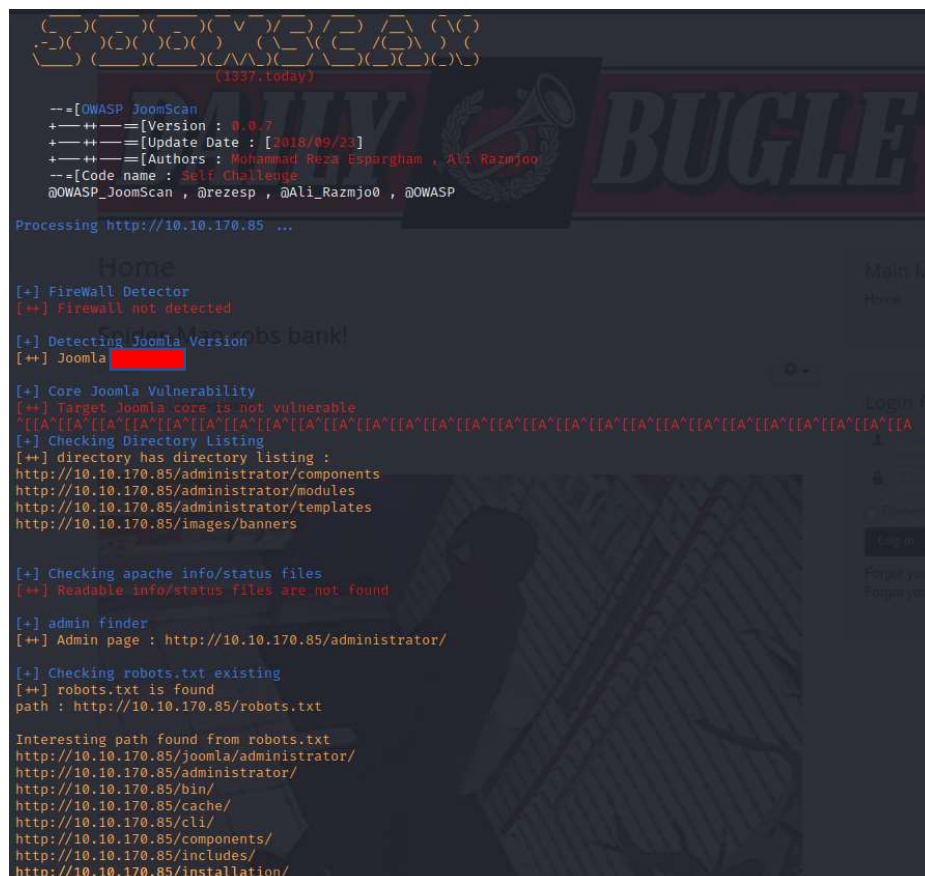 (1337.today)
DAILY BUGLE
--=[OWASP JoomScan
+---++---==[Version : 0.0.7
+---++---==[Update Date : [2018/09/23]
+---++---==[Authors : Mohammad Reza Espargham , Ali Razmjoo
--=[Code name : Self Challenge
@OWASP_JoomScan , @rezesp , @Ali_Razmjo0 , @OWASP
Processing http://10.10.170.85 ...
Home
Main M
Home
[+] FireWall Detector
[++] Firewall not detected
Spider-Man robs bank!
[+] Detecting Joomla Version
[++] Joomla
[+] Core Joomla Vulnerability
[++] Target Joomla core is not vulnerable
Login
^[[A^[[A^[[A^[[A^[[A^[[A^[[A^[[A^[[A^[[A^[[A^[[A^[[A^[[A^[[A^[[A^[[A^[[A^[[A^[[A^[[A^[[A^[[A^[[A^[[A^[[A^[[A
[+] Checking Directory Listing
[++] directory has directory listing :
http://10.10.170.85/administrator/components
http://10.10.170.85/administrator/modules
http://10.10.170.85/administrator/templates
http://10.10.170.85/images/banners
Log in
Forgot you
Forgot you
[+] Checking apache info/status files
[++] Readable info/status files are not found
[+] admin finder
[++] Admin page : http://10.10.170.85/administrator/
[+] Checking robots.txt existing
[++] robots.txt is found
path : http://10.10.170.85/robots.txt
Interesting path found from robots.txt
http://10.10.170.85/joomla/administrator/
http://10.10.170.85/administrator/
http://10.10.170.85/bin/
http://10.10.170.85/cache/
http://10.10.170.85/cli/
http://10.10.170.85/components/
http://10.10.170.85/includes/
http://10.10.170.85/installation/